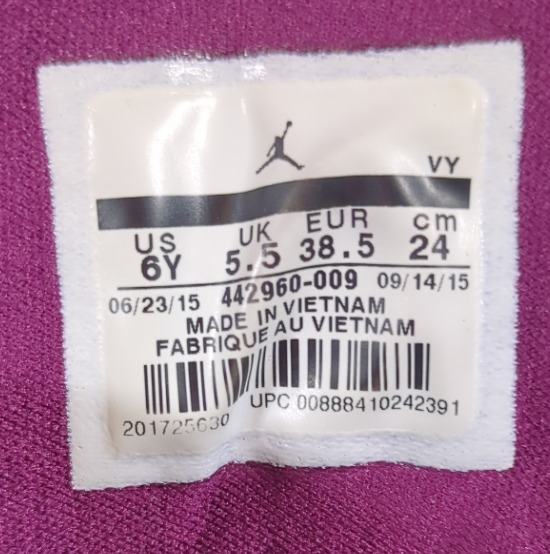 VY
US UK EUR cm
6Y 5.5 38.5 24
06/23/15 442960-009 09/14/15
MADE IN VIETNAM
FABRIQUE AU VIETNAM
201725630 UPC 00888410242391